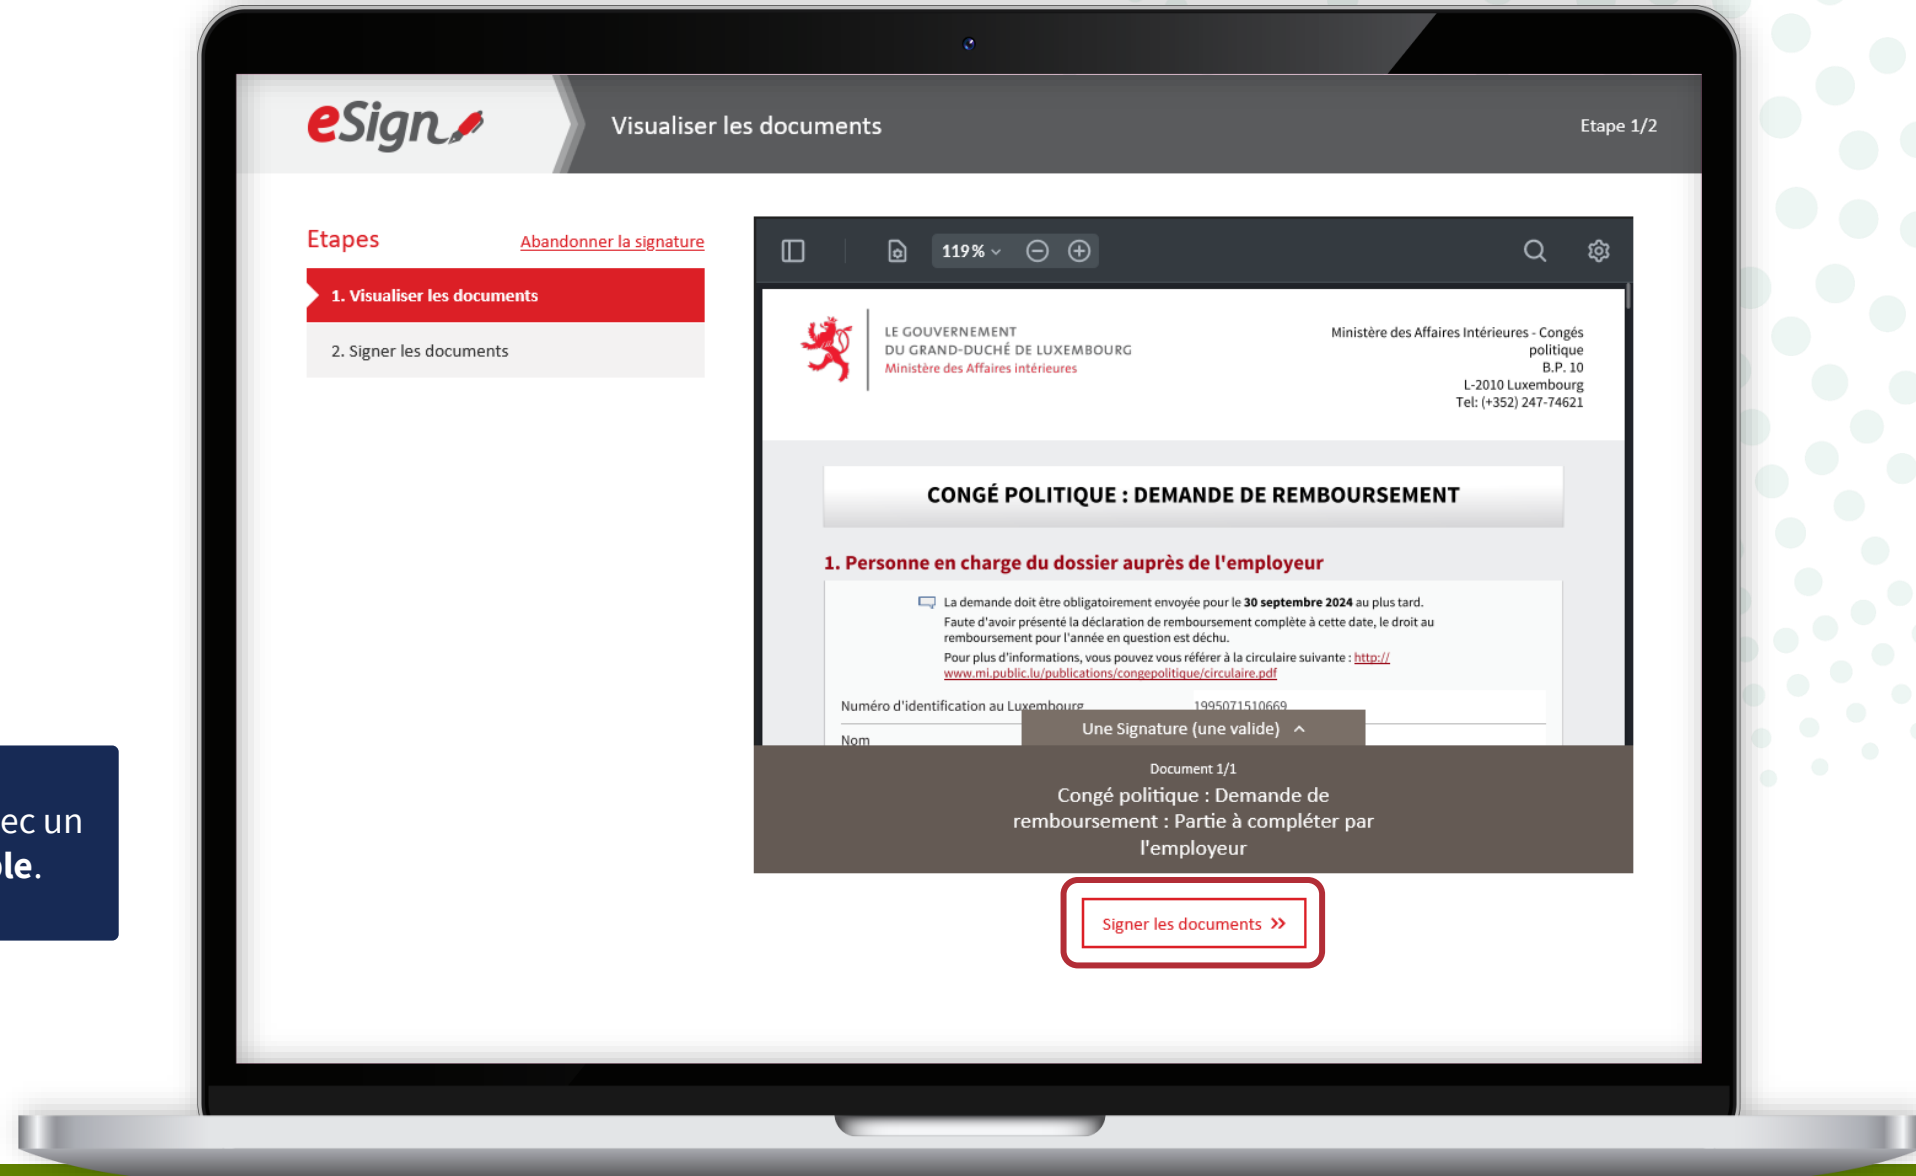 eSign
Visualiser les documents
Etape 1/2
Etapes
Abandonner la signature
1. Visualiser les documents
2. Signer les documents
119%
LE GOUVERNEMENT
DU GRAND-DUCHÉ DE LUXEMBOURG
Ministère des Affaires intérieures
Ministère des Affaires Intérieures - Congés
politique
B.P. 10
L-2010 Luxembourg
Tel: (+352) 247-74621
CONGÉ POLITIQUE : DEMANDE DE REMBOURSEMENT
1. Personne en charge du dossier auprès de l'employeur
La demande doit être obligatoirement envoyée pour le 30 septembre 2024 au plus tard.
Faute d'avoir présenté la déclaration de remboursement complète à cette date, le droit au
remboursement pour l'année en question est déchu.
Pour plus d'informations, vous pouvez vous référer à la circulaire suivante : http://
www.mi.public.lu/publications/congepolitique/circulaire.pdf
Numéro d'identification au Luxembourg
1995071510669
Nom
Une Signature (une valide)
Document 1/1
Congé politique : Demande de
remboursement : Partie à compléter par
l'employeur
Signer les documents »
ec un
le.